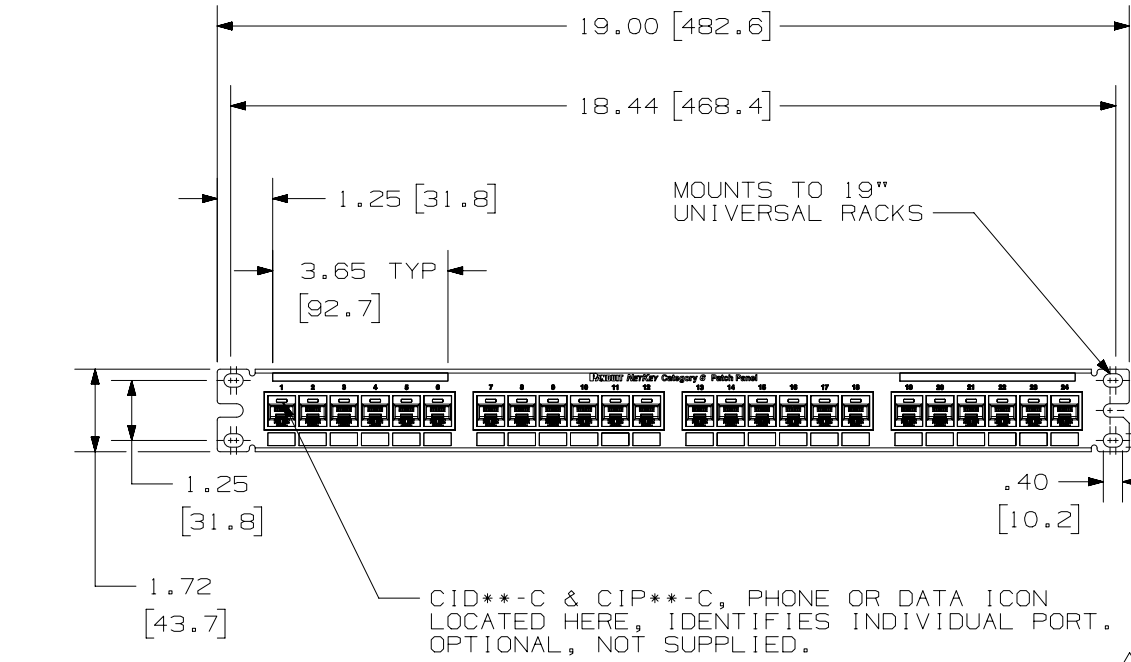 19.00 [482.6]
18.44 [468.4]
1.25 [31.8]
MOUNTS TO 19"
UNIVERSAL RACKS
3.65 TYP
[92.7]
PANDUIT NETKEY Category 6 Patch Panel
1 2 3 4 5 6 7 8 9 10 11 12 13 14 15 16 17 18 19 20 21 22 23 24
1.25
[31.8]
.40
[10.2]
1.72
[43.7]
CID**-C & CIP**-C, PHONE OR DATA ICON
LOCATED HERE, IDENTIFIES INDIVIDUAL PORT.
OPTIONAL, NOT SUPPLIED.